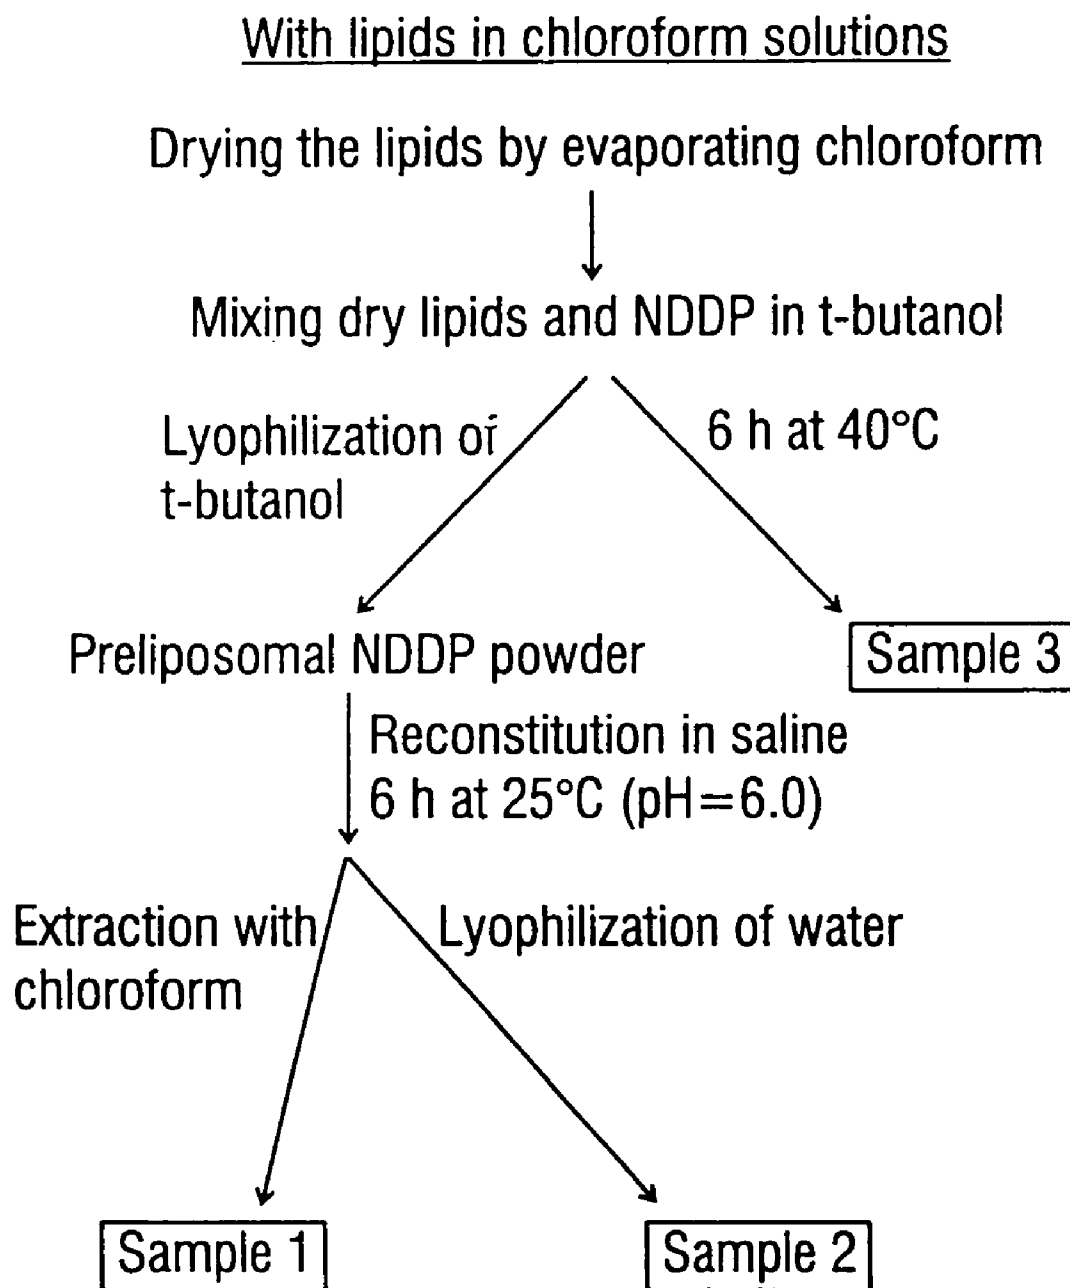 With lipids in chloroform solutions
Drying the lipids by evaporating chloroform
Mixing dry lipids and NDDP in t-butanol
Lyophilization of
t-butanol
6 h at 40°C
Preliposomal NDDP powder
Sample 3
Reconstitution in saline
6 h at 25°C (pH=6.0)
Extraction with
chloroform
Lyophilization of water
Sample 1
Sample 2